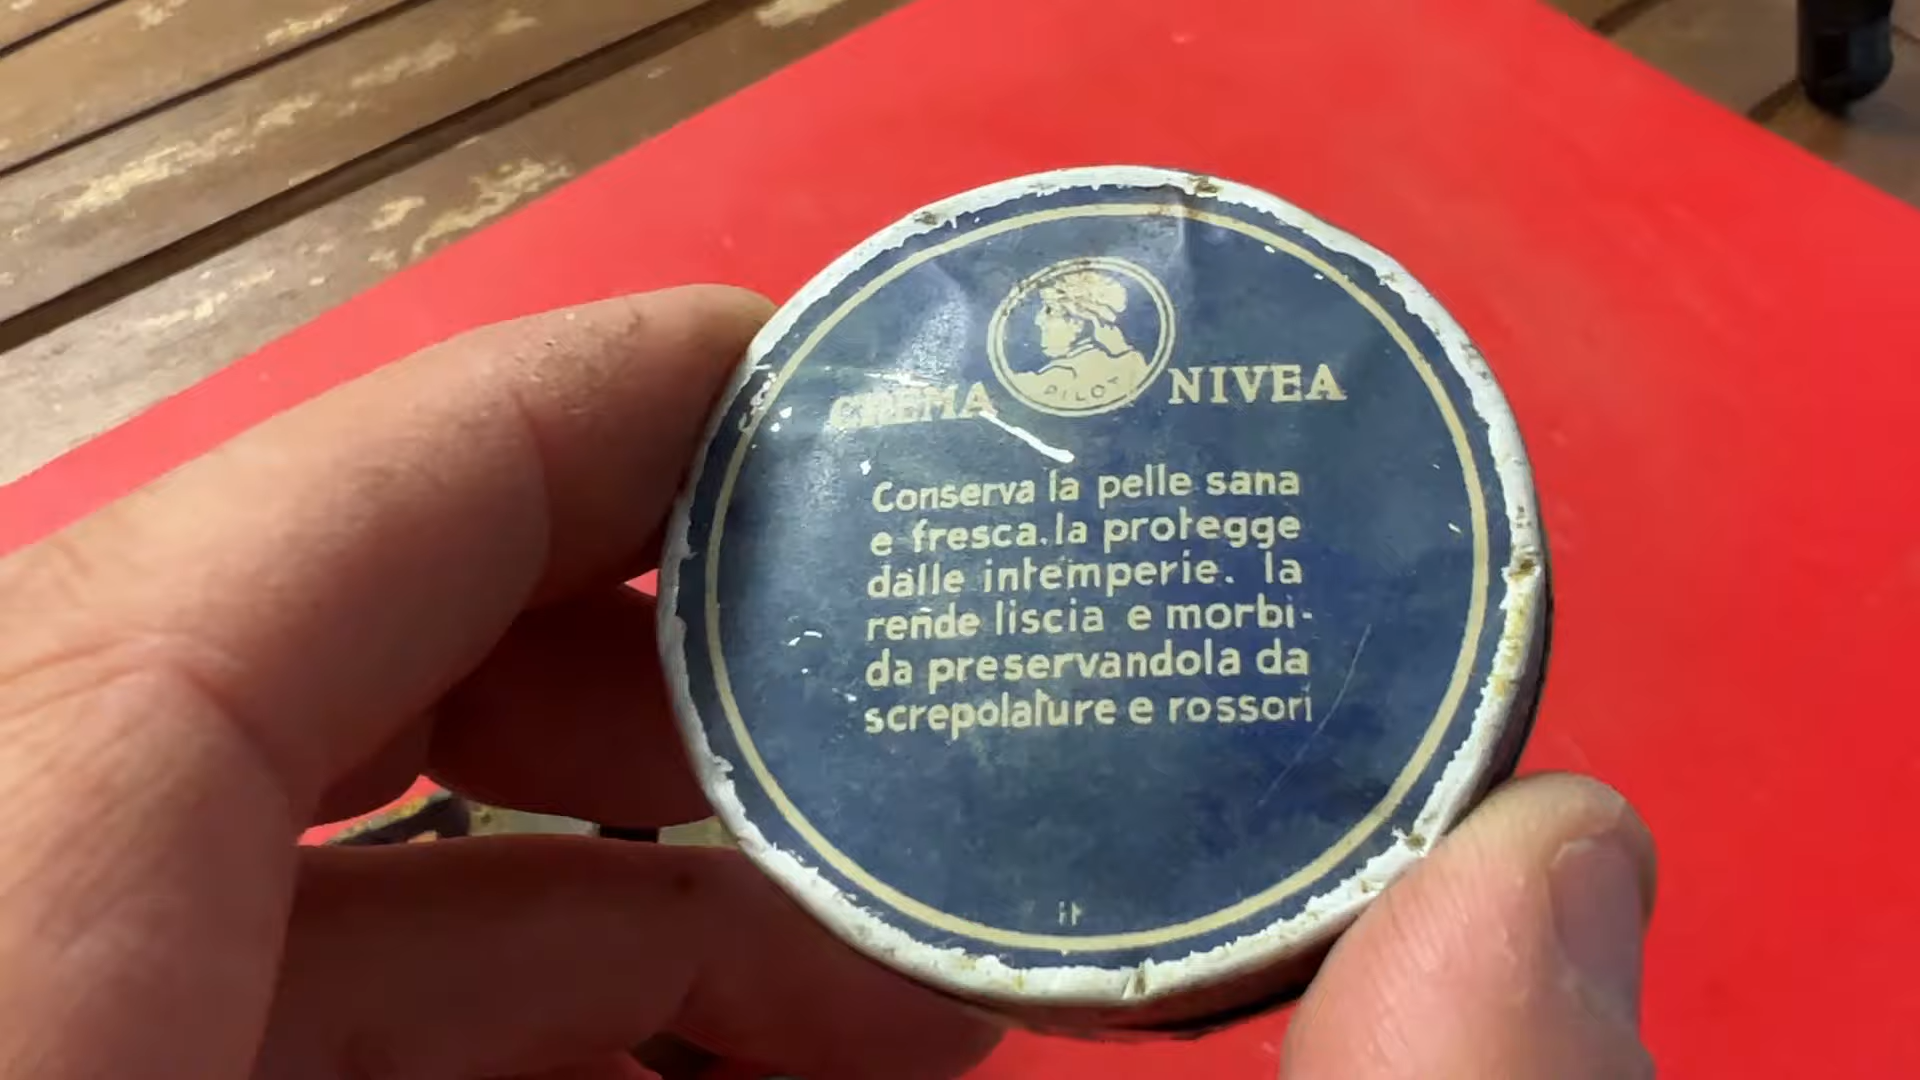 PILOT
CREMA NIVEA
Conserva la pelle sana
e fresca. la protegge
dalle intemperie. la
rende liscia e morbi-
da preservandola da
screpolature e rossori